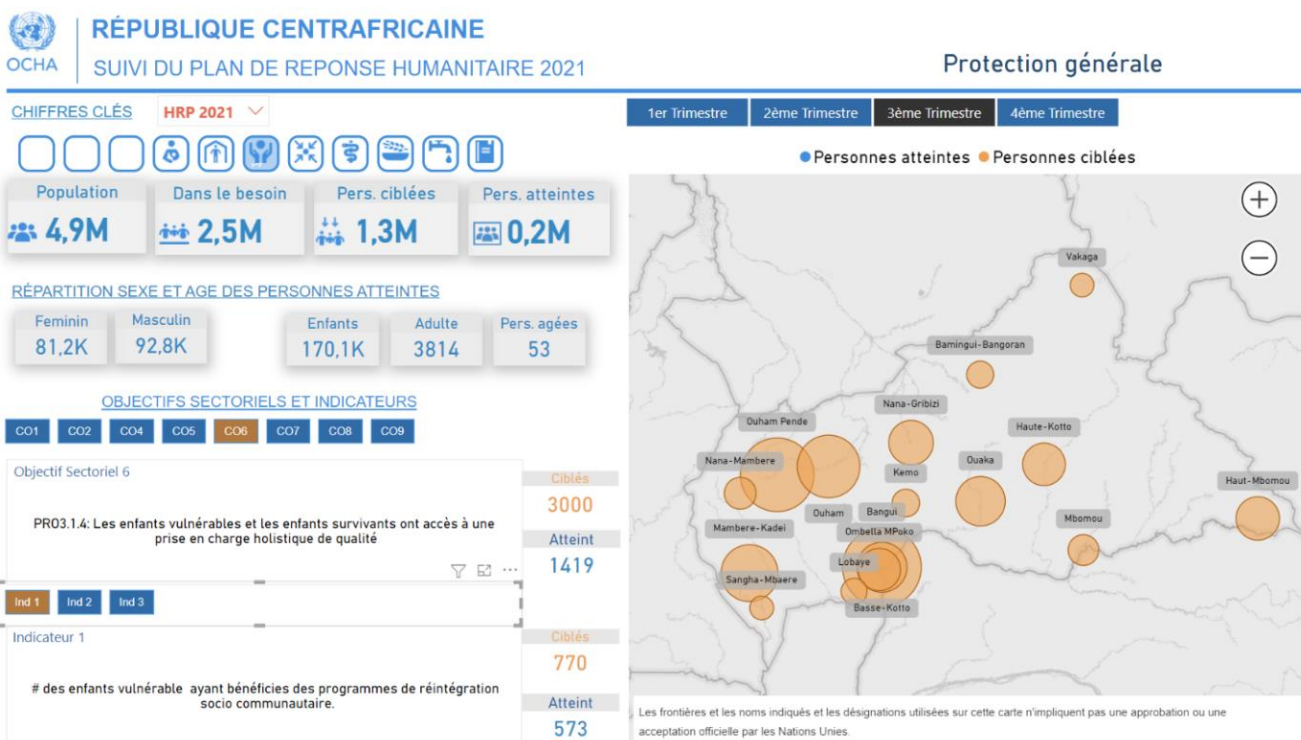 OCHA
RÉPUBLIQUE CENTRAFRICAINE
SUIVI DU PLAN DE REPONSE HUMANITAIRE 2021
Protection générale
CHIFFRES CLÉS
HRP 2021
Population
4,9M
Dans le besoin
2,5M
Pers. ciblées
1,3M
Pers. atteintes
0,2M
RÉPARTITION SEXE ET AGE DES PERSONNES ATTEINTES
Feminin
81,2K
Masculin
92,8K
Enfants
170,1K
Adulte
3814
Pers. agées
53
OBJECTIFS SECTORIELS ET INDICATEURS
CO1 CO2 CO4 CO5 CO6 CO7 CO8 CO9
Objectif Sectoriel 6
PRO3.1.4: Les enfants vulnérables et les enfants survivants ont accès à une
prise en charge holistique de qualité
Ciblés
3000
Atteint
1419
Ind 1 Ind 2 Ind 3
Indicateur 1
# des enfants vulnérable ayant bénéficies des programmes de réintégration
socio communautaire.
Ciblés
770
Atteint
573
1er Trimestre 2ème Trimestre 3ème Trimestre 4ème Trimestre
Personnes atteintes Personnes ciblées
Vakaga
Bamingui-Bangoran
Nana-Gribizi
Ouham Pende
Haute-Kotto
Nana-Mambere
Kemo
Ouaka
Haut-Mbomou
Ouham
Bangui
Mbomou
Mambere-Kadei
Ombella MPoko
Lobaye
Sangha-Mbaere
Basse-Kotto
Les frontières et les noms indiqués et les désignations utilisées sur cette carte n'impliquent pas une approbation ou une
acceptation officielle par les Nations Unies.